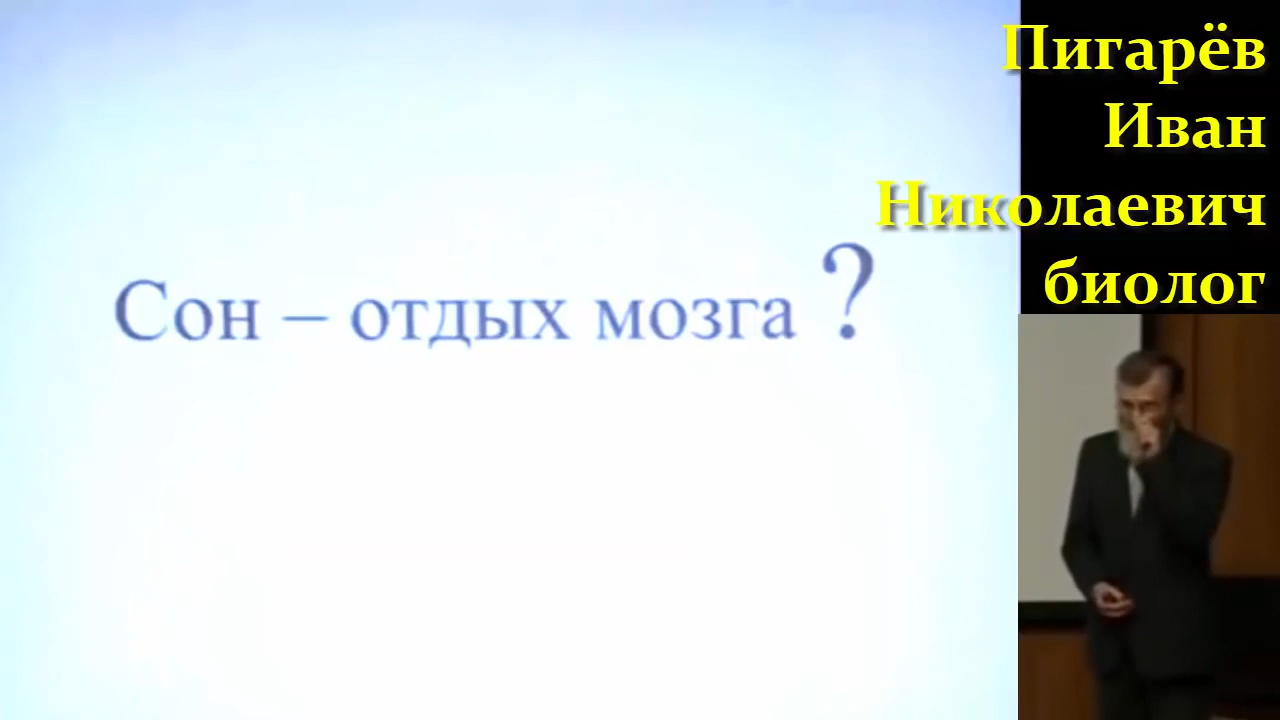 Пигарёв
Иван
Николаевич
биолог
Сон – отдых мозга ?